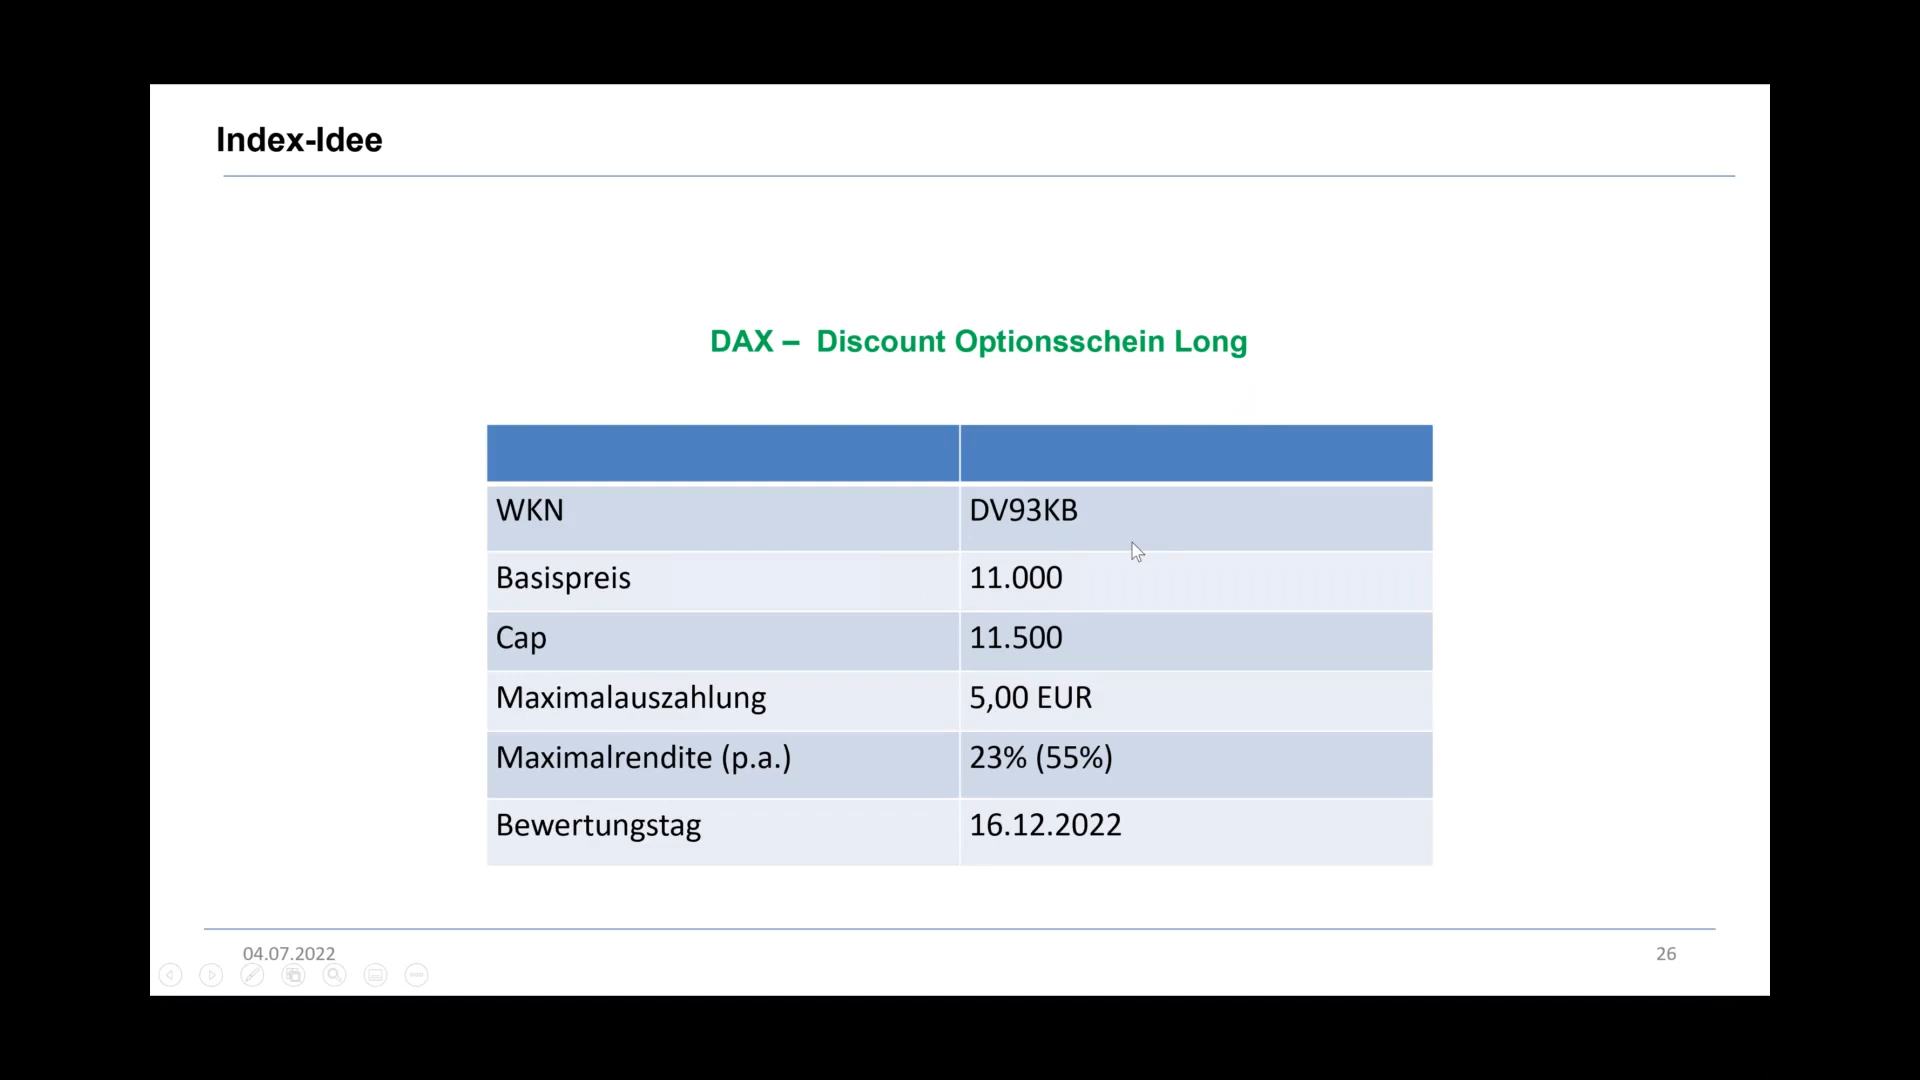 Index-Idee
DAX – Discount Optionsschein Long
WKN DV93KB
Basispreis 11.000
Cap 11.500
Maximalauszahlung 5,00 EUR
Maximalrendite (p.a.) 23% (55%)
Bewertungstag 16.12.2022
04.07.2022 26